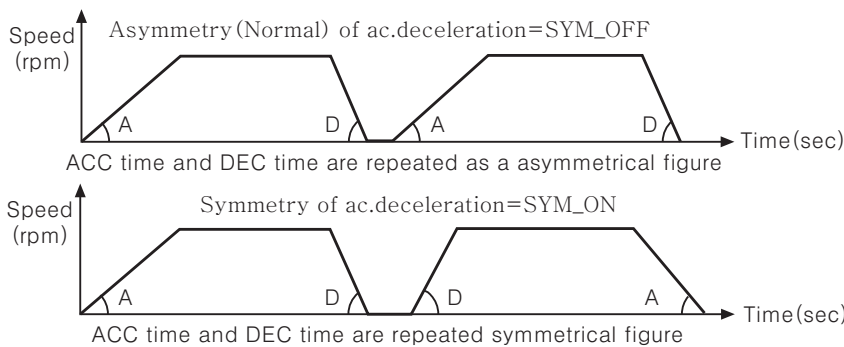 Speed
(rpm)
Asymmetry(Normal) of ac.deceleration=SYM_OFF
A
D
A
D
Time(sec)
ACC time and DEC time are repeated as a asymmetrical figure
Speed
(rpm)
Symmetry of ac.deceleration=SYM_ON
A
D
D
A
Time(sec)
ACC time and DEC time are repeated symmetrical figure